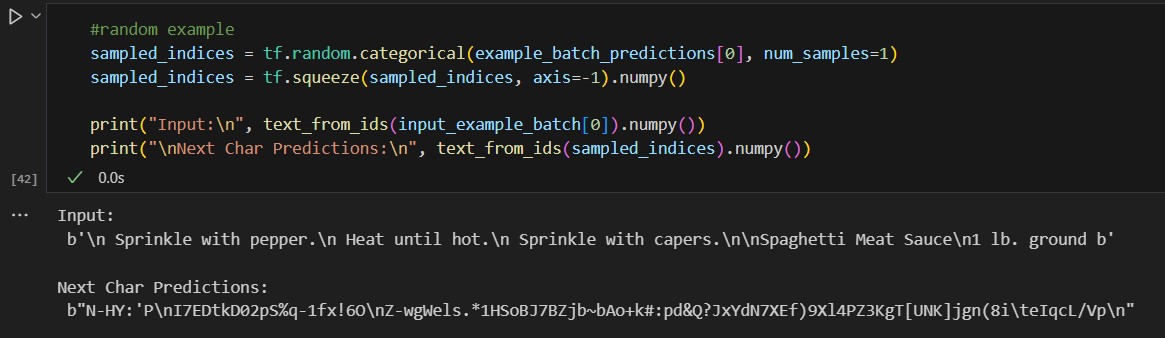 #random example
sampled_indices = tf.random.categorical(example_batch_predictions[0], num_samples=1)
sampled_indices = tf.squeeze(sampled_indices, axis=-1).numpy()
print("Input:\n", text_from_ids(input_example_batch[0]).numpy())
print("\nNext Char Predictions:\n", text_from_ids(sampled_indices).numpy())
[42] 0.0s
Input:
b'\n Sprinkle with pepper.\n Heat until hot.\n Sprinkle with capers.\n\nSpaghetti Meat Sauce\n1 lb. ground b'
Next Char Predictions:
b"N-HY:'P\nI7EDtkD02pS%q-1fx!6O\nZ-wgWels.*1HSoBJ7BZjb~bAo+k#:pd&Q?JxYdN7XEf)9Xl4PZ3KgT[UNK]jgn(8i\teIqcL/Vp\n"